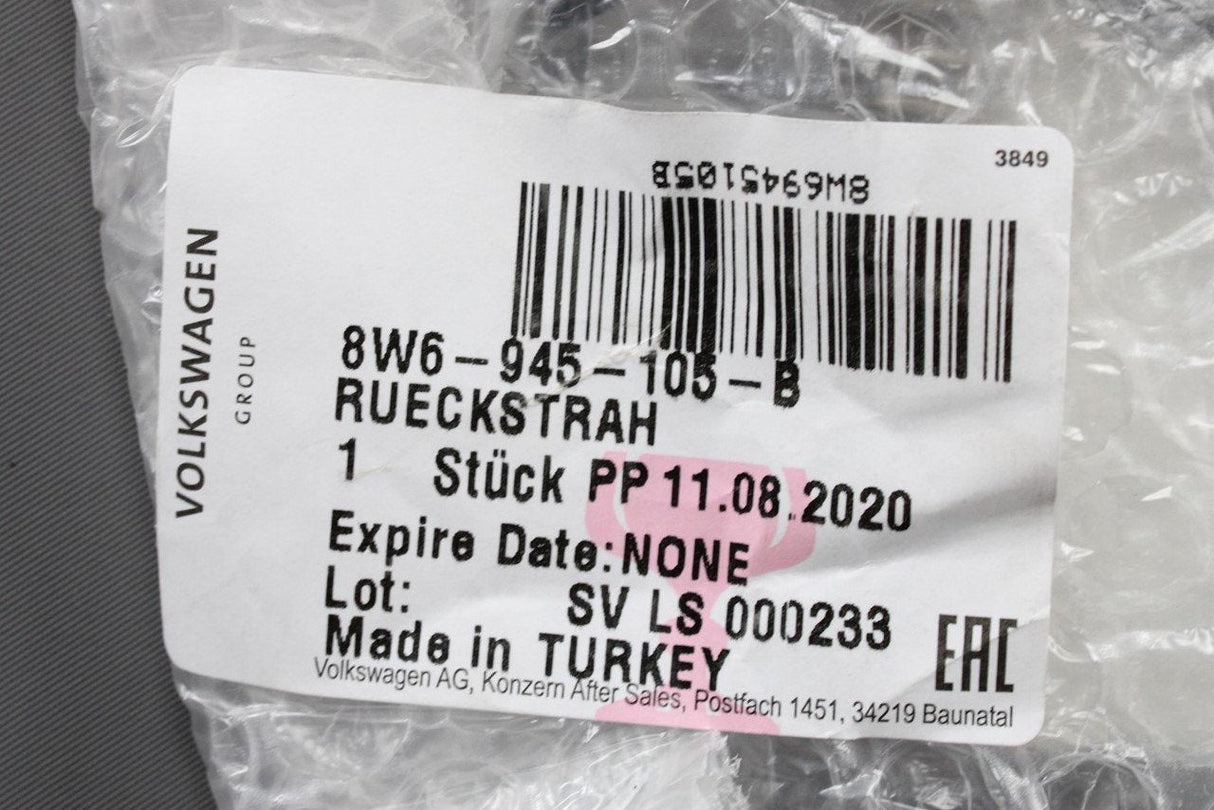 3849
8W6945105B
VOLKSWAGEN
GROUP
8W6-945-105-B
RUECKSTRAH
1 Stück PP 11.08.2020
Expire Date:NONE
Lot: SV LS 000233
Made in TURKEY
EAC
Volkswagen AG, Konzern After Sales, Postfach 1451, 34219 Baunatal